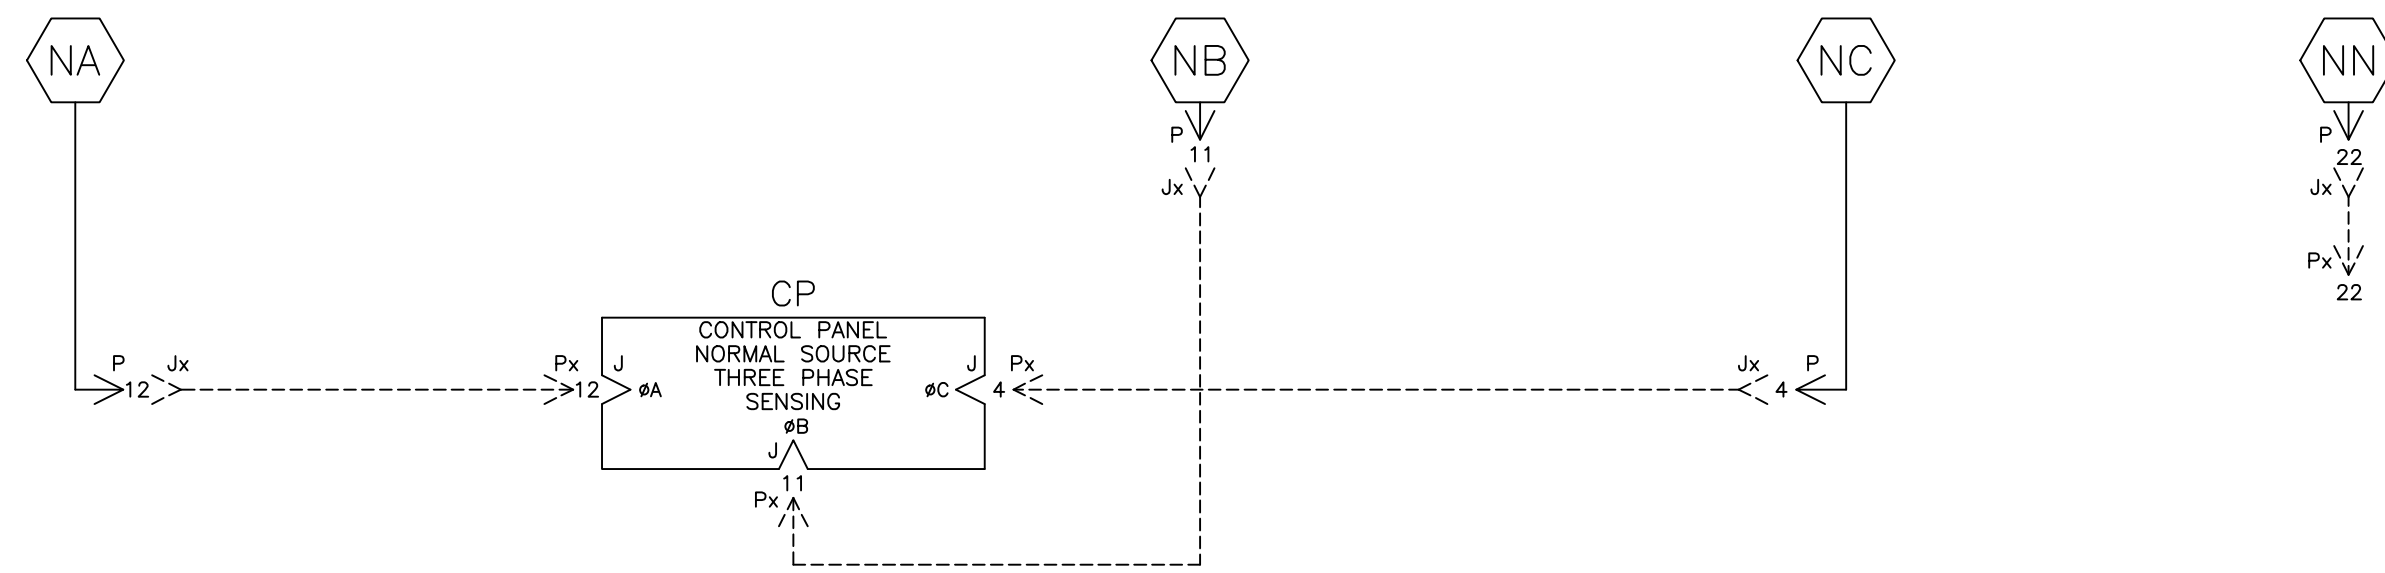 NA
NB
NC
NN
P
11
Jx
P
22
Jx
Px
22
CP
CONTROL PANEL
NORMAL SOURCE
THREE PHASE
SENSING
P
12
Jx
Px
12
J
øA
øC
J
4
Px
Jx
4
P
øB
J
11
Px